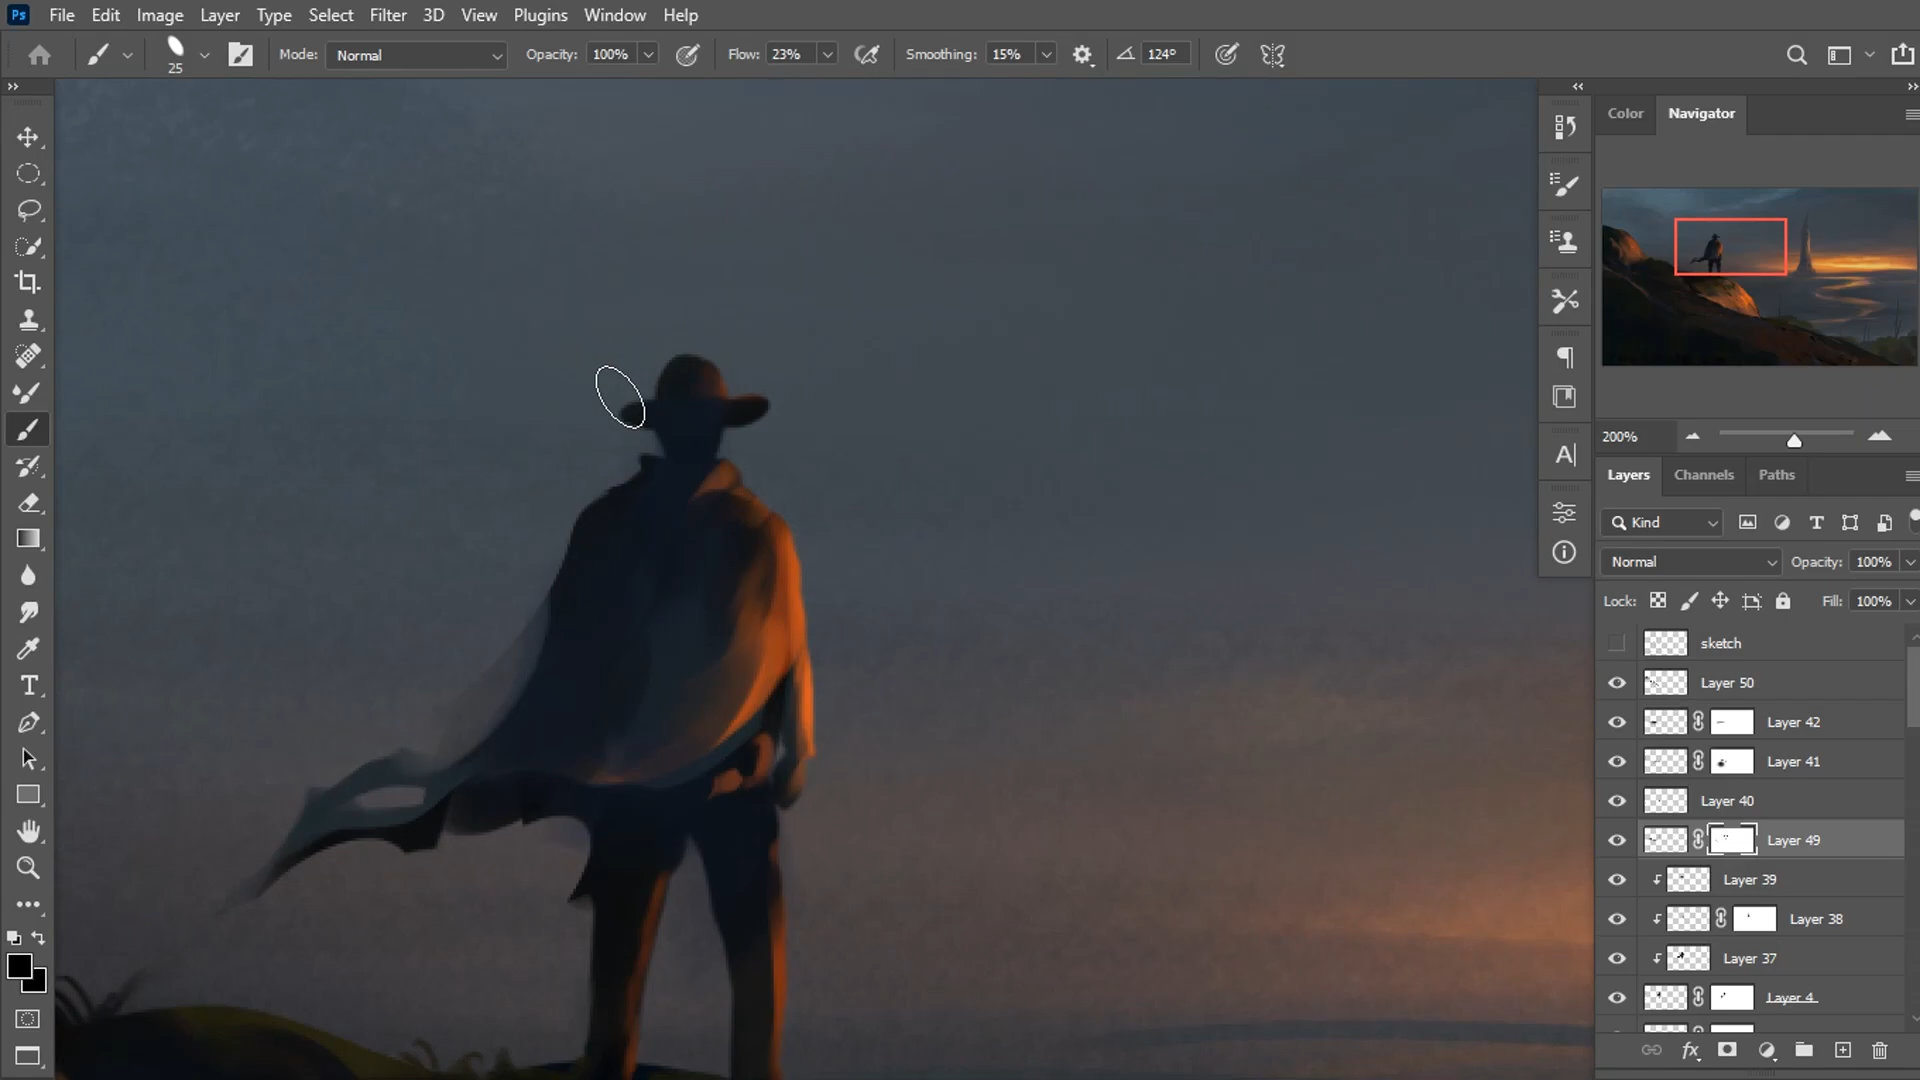 Ps File Edit Image Layer Type Select Filter 3D View Plugins Window Help
25 Mode: Normal Opacity: 100% Flow: 23% Smoothing: 15% 124°
Color Navigator
200%
Layers Channels Paths
Kind T
Normal Opacity: 100%
Lock: Fill: 100%
sketch
Layer 50
Layer 42
Layer 41
Layer 40
Layer 49
Layer 39
Layer 38
Layer 37
Layer 4
fx